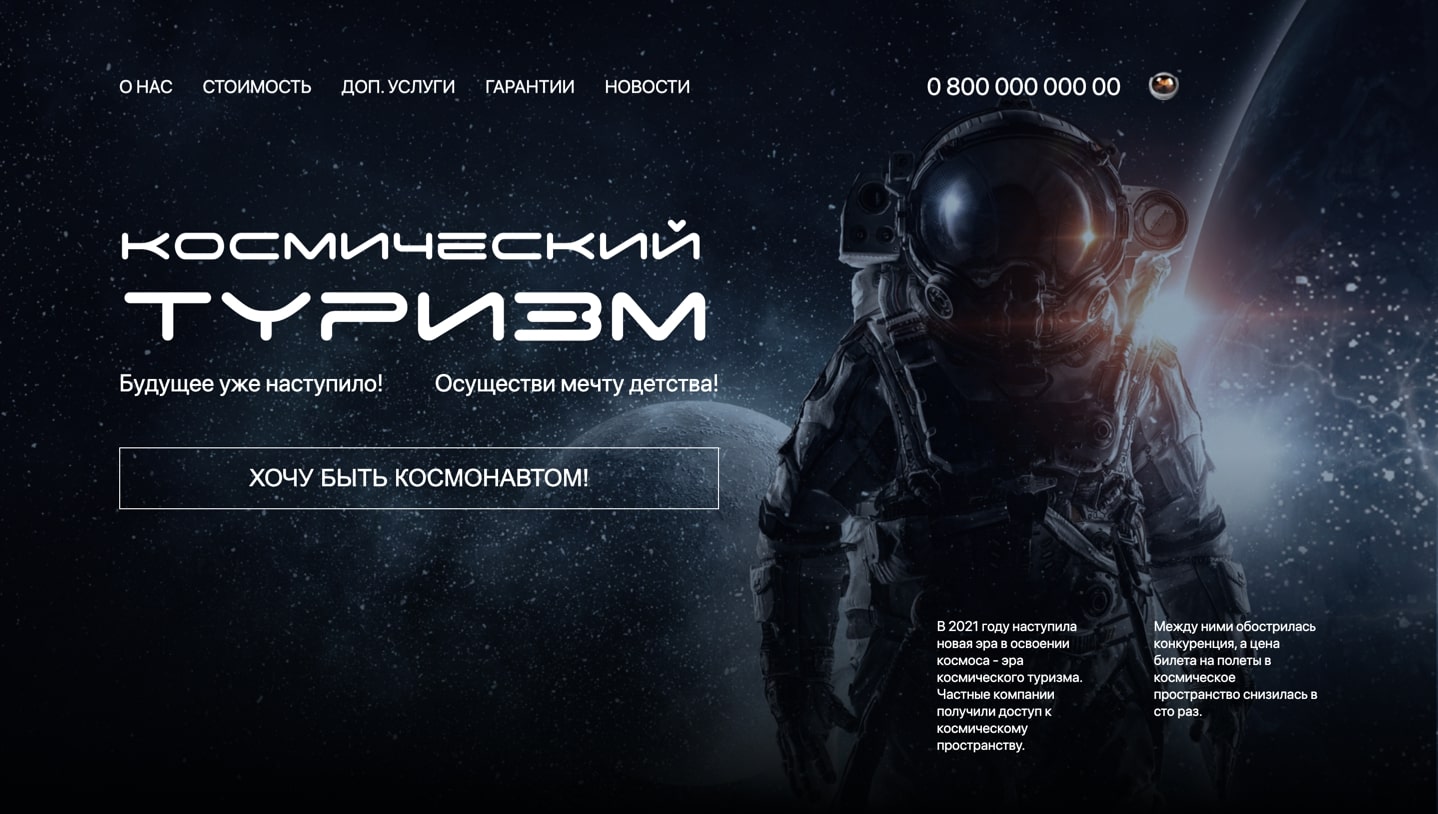 О НАС СТОИМОСТЬ ДОП. УСЛУГИ ГАРАНТИИ НОВОСТИ
0 800 000 000 00
КОСМИЧЕСКИЙ
ТУРИЗМ
Будущее уже наступило! Осуществи мечту детства!
ХОЧУ БЫТЬ КОСМОНАВТОМ!
В 2021 году наступила
новая эра в освоении
космоса - эра
космического туризма.
Частные компании
получили доступ к
космическому
пространству.
Между ними обострилась
конкуренция, а цена
билета на полеты в
космическое
пространство снизилась в
сто раз.